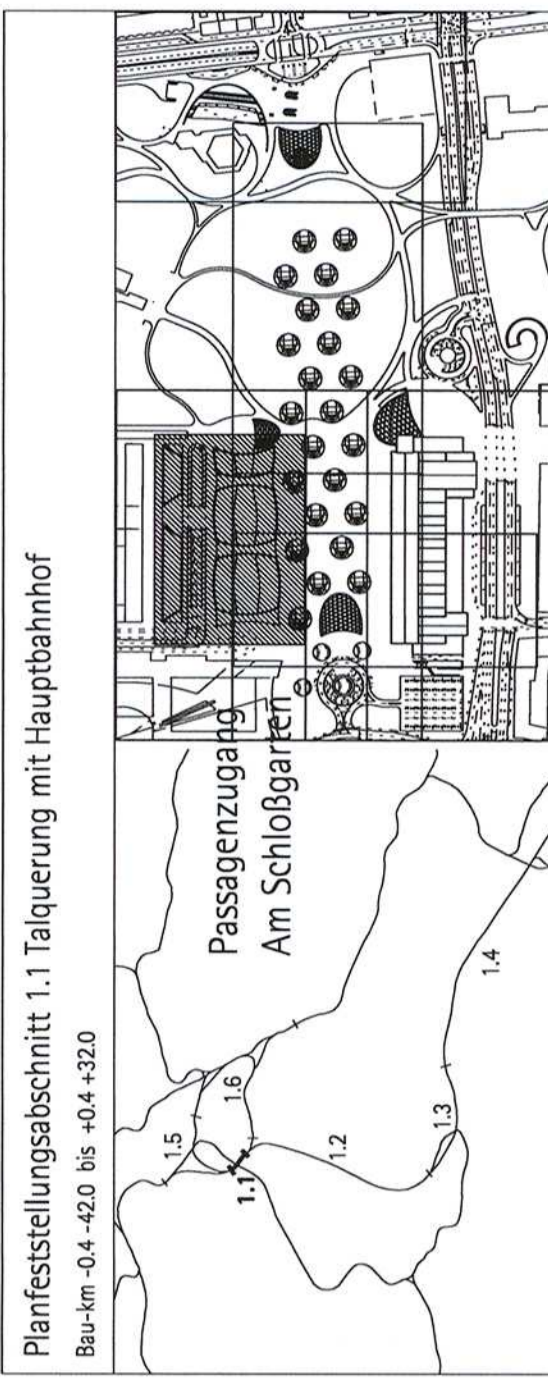 Planfeststellungsabschnitt 1.1 Talquerung mit Hauptbahnhof
Bau-km -0.4 -42.0 bis +0.4 +32.0
Passagenzugang
Am Schloßgarten
1.5
1.6
1.1
1.2
1.3
1.4